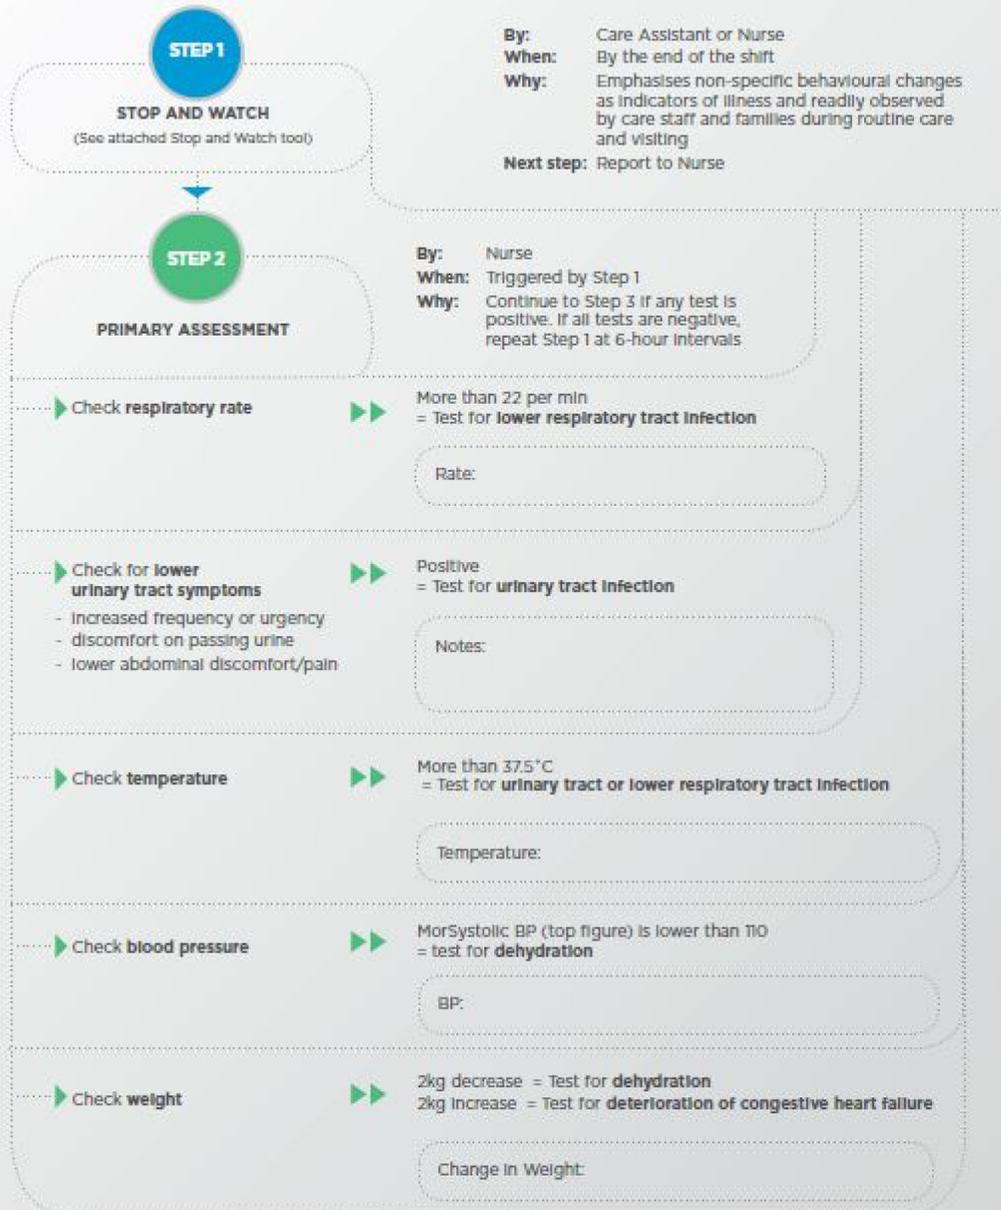 STEP 1
STOP AND WATCH
(See attached Stop and Watch tool)
By: Care Assistant or Nurse
When: By the end of the shift
Why: Emphasises non-specific behavioural changes
as indicators of illness and readily observed
by care staff and families during routine care
and visiting
Next step: Report to Nurse
STEP 2
PRIMARY ASSESSMENT
By: Nurse
When: Triggered by Step 1
Why: Continue to Step 3 if any test is
positive. If all tests are negative,
repeat Step 1 at 6-hour intervals
Check respiratory rate
More than 22 per min
= Test for lower respiratory tract infection
Rate:
Check for lower
urinary tract symptoms
- increased frequency or urgency
- discomfort on passing urine
- lower abdominal discomfort/pain
Positive
= Test for urinary tract infection
Notes:
Check temperature
More than 37.5°C
= Test for urinary tract or lower respiratory tract infection
Temperature:
Check blood pressure
MorSystolic BP (top figure) is lower than 110
= test for dehydration
BP:
Check weight
2kg decrease = Test for dehydration
2kg increase = Test for deterioration of congestive heart failure
Change in Weight: